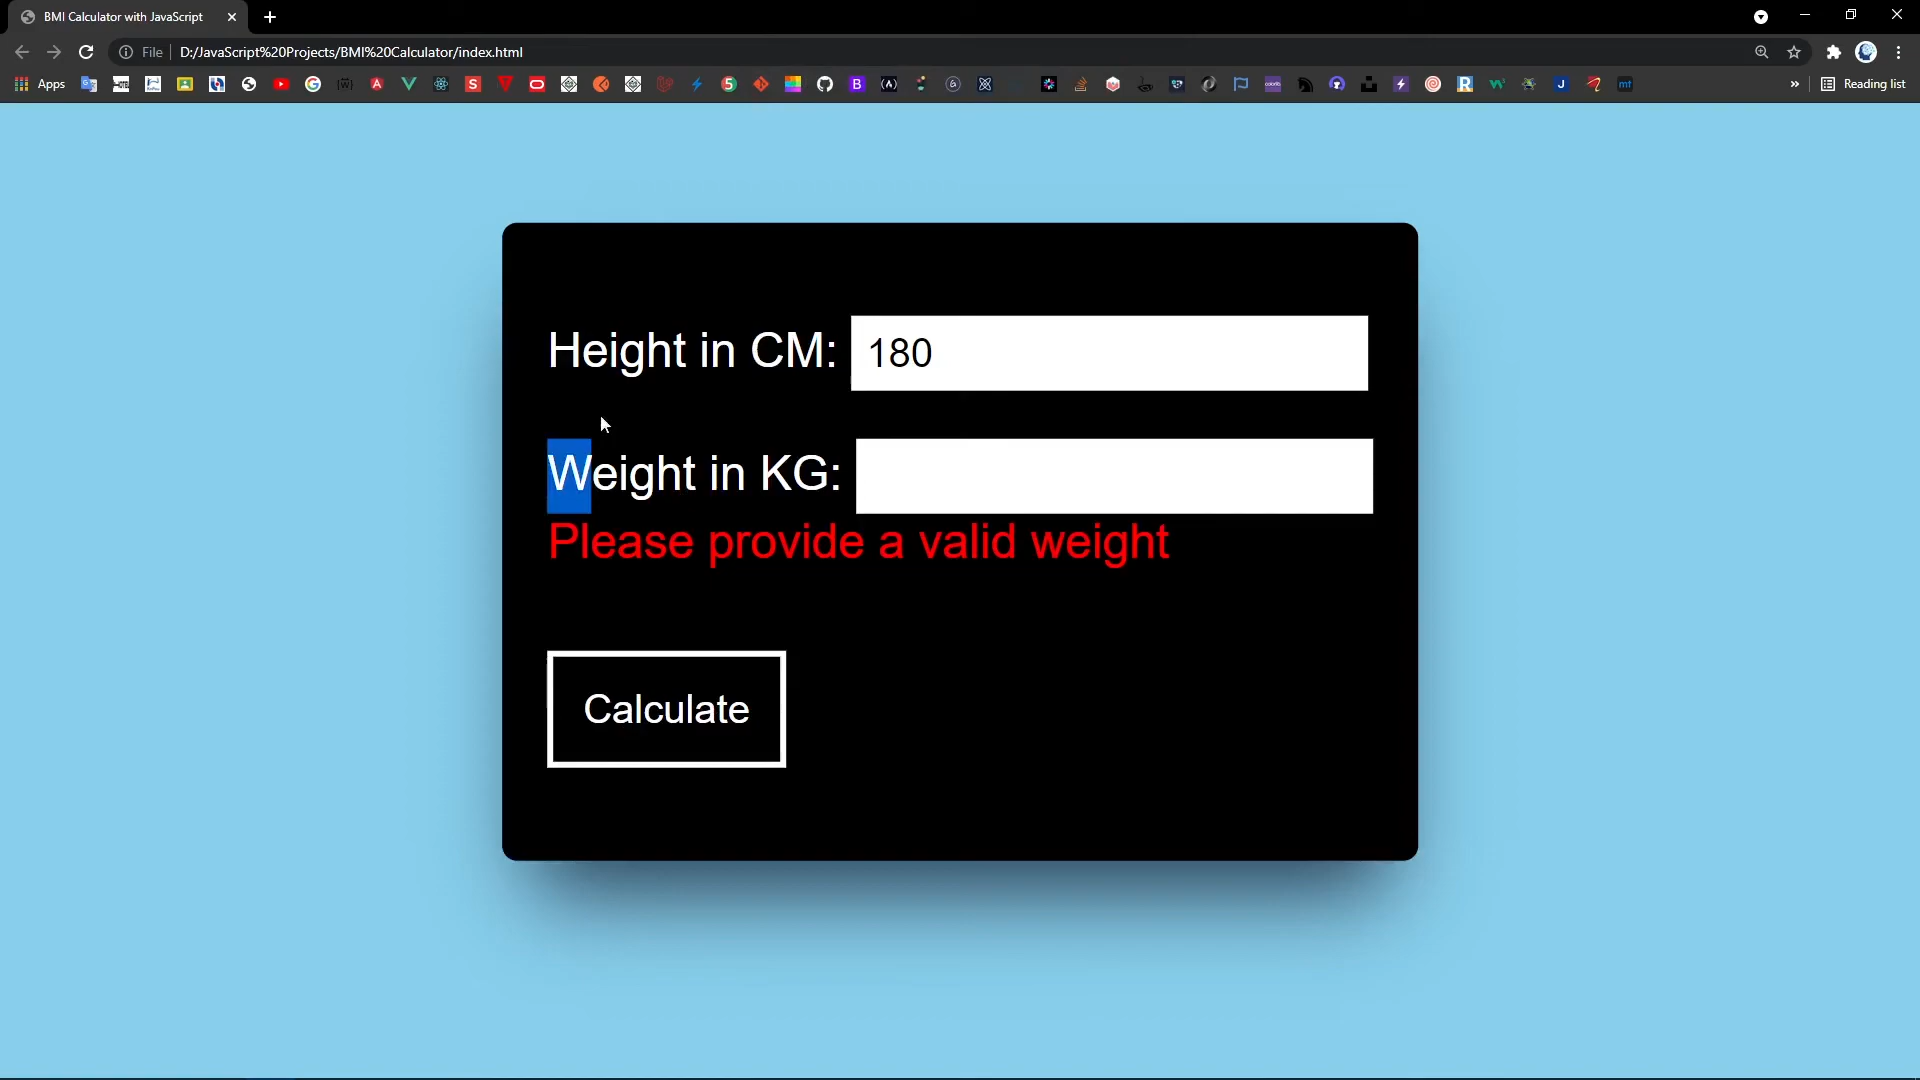 BMI Calculator with JavaScript
File D:/JavaScript%20Projects/BMI%20Calculator/index.html
Apps
Reading list
Height in CM: 180
Weight in KG:
Please provide a valid weight
Calculate